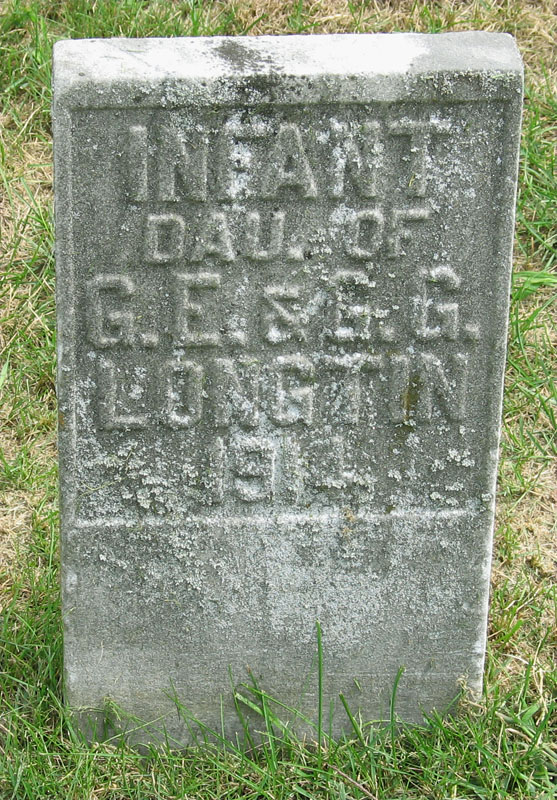 INFANT
DAU. OF
G. E. & G. G.
LONGTIN
1914